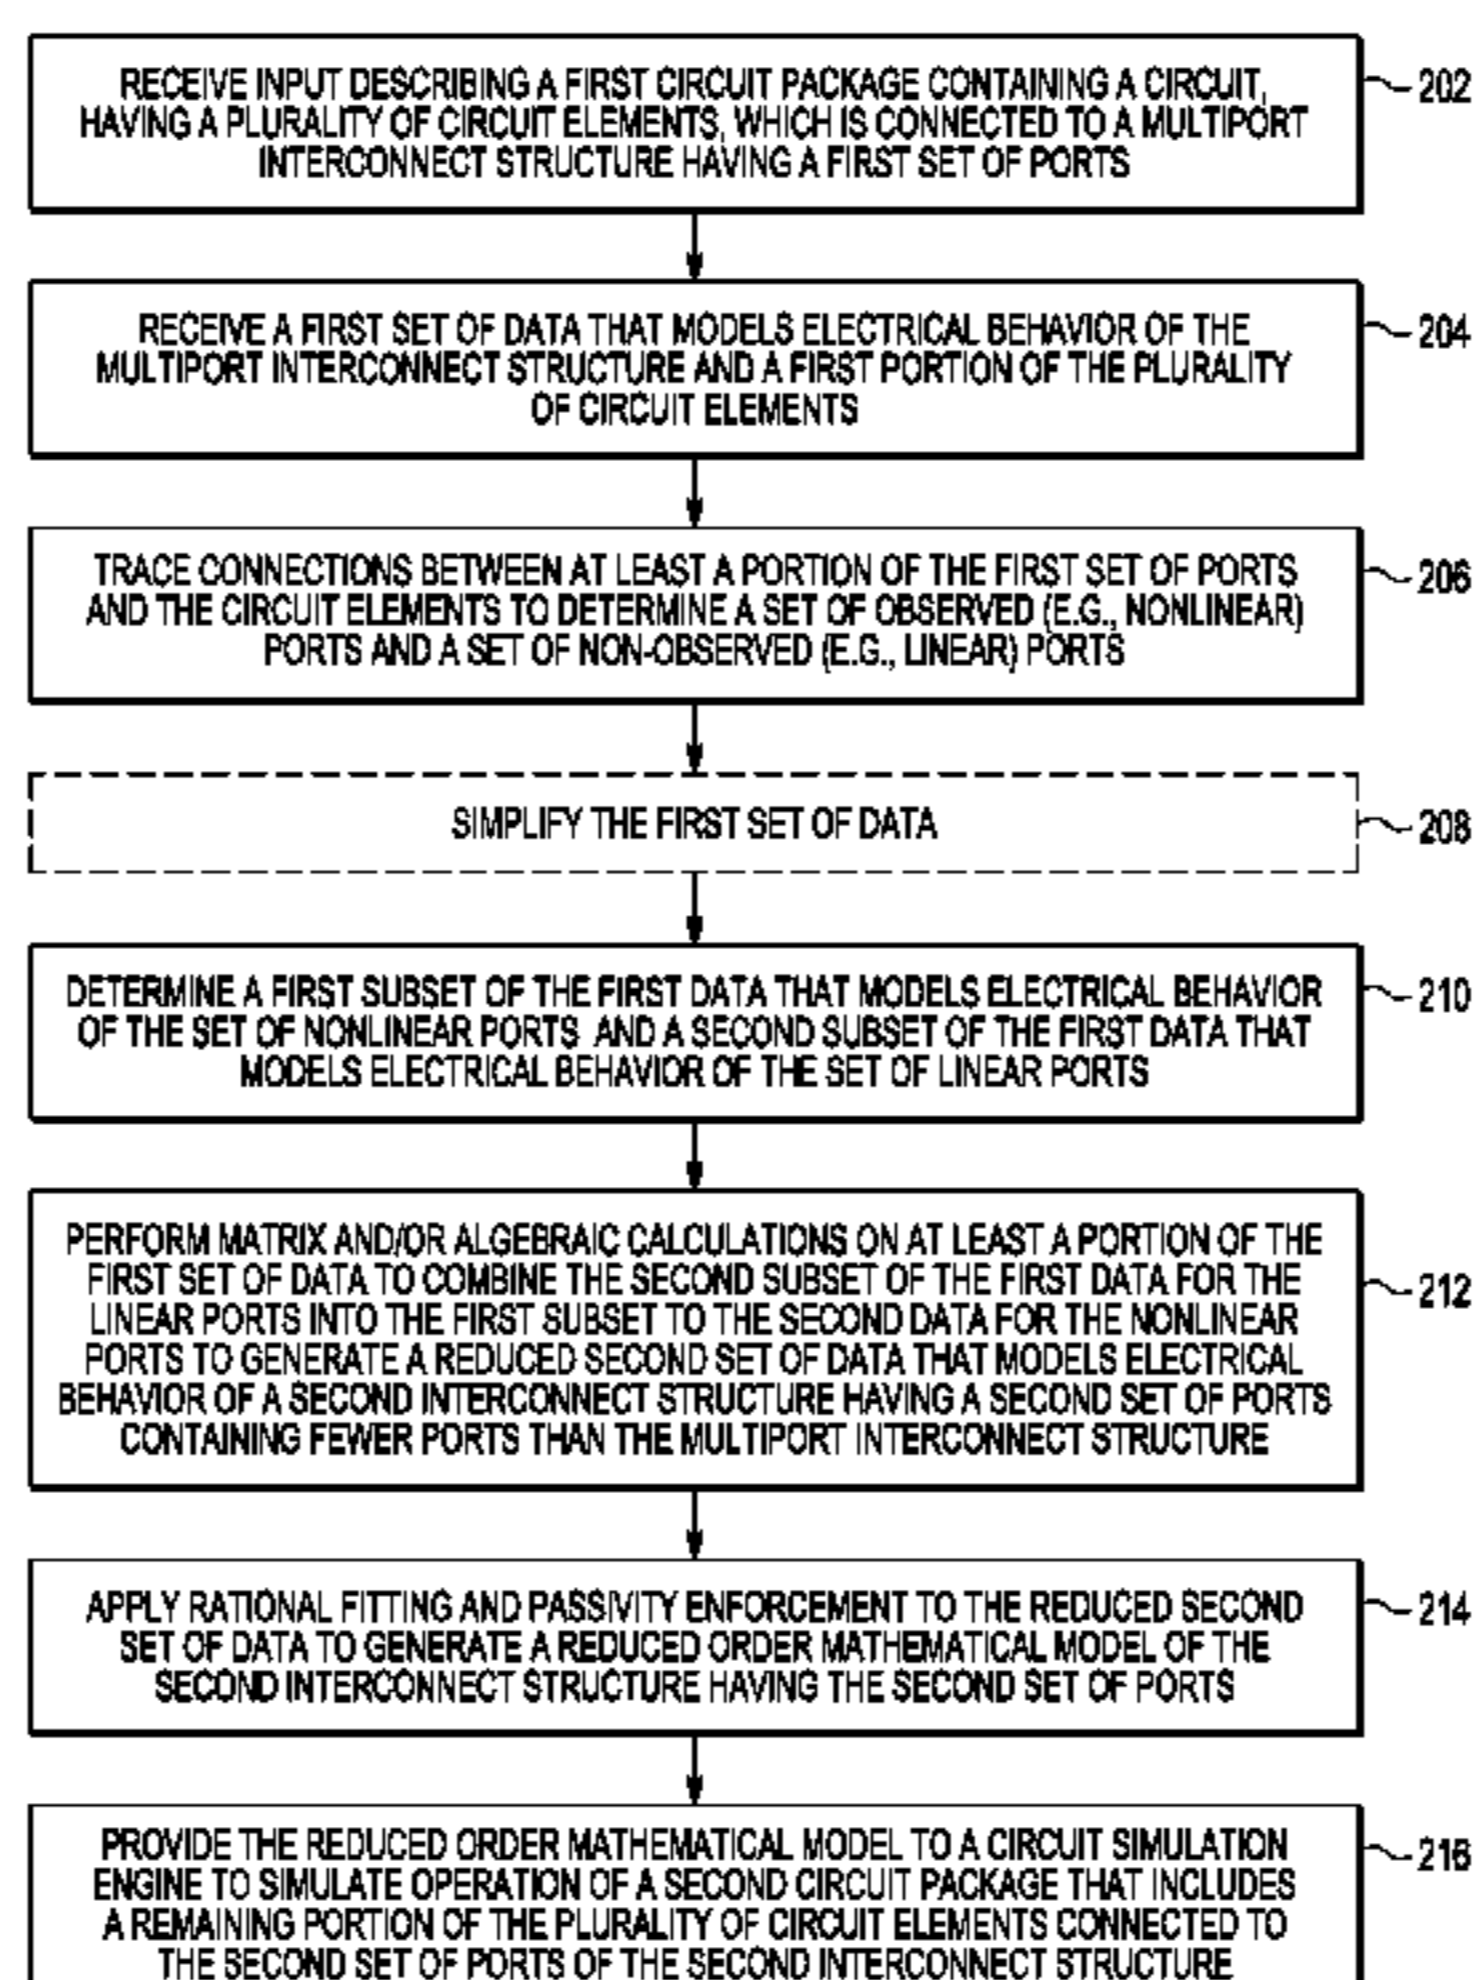 RECEIVE INPUT DESCRIBING A FIRST CIRCUIT PACKAGE CONTAINING A CIRCUIT,
HAVING A PLURALITY OF CIRCUIT ELEMENTS, WHICH IS CONNECTED TO A MULTIPORT
INTERCONNECT STRUCTURE HAVING A FIRST SET OF PORTS
202
RECEIVE A FIRST SET OF DATA THAT MODELS ELECTRICAL BEHAVIOR OF THE
MULTIPORT INTERCONNECT STRUCTURE AND A FIRST PORTION OF THE PLURALITY
OF CIRCUIT ELEMENTS
204
TRACE CONNECTIONS BETWEEN AT LEAST A PORTION OF THE FIRST SET OF PORTS
AND THE CIRCUIT ELEMENTS TO DETERMINE A SET OF OBSERVED (E.G., NONLINEAR)
PORTS AND A SET OF NON-OBSERVED (E.G., LINEAR) PORTS
206
SIMPLIFY THE FIRST SET OF DATA
208
DETERMINE A FIRST SUBSET OF THE FIRST DATA THAT MODELS ELECTRICAL BEHAVIOR
OF THE SET OF NONLINEAR PORTS AND A SECOND SUBSET OF THE FIRST DATA THAT
MODELS ELECTRICAL BEHAVIOR OF THE SET OF LINEAR PORTS
210
PERFORM MATRIX AND/OR ALGEBRAIC CALCULATIONS ON AT LEAST A PORTION OF THE
FIRST SET OF DATA TO COMBINE THE SECOND SUBSET OF THE FIRST DATA FOR THE
LINEAR PORTS INTO THE FIRST SUBSET TO THE SECOND DATA FOR THE NONLINEAR
PORTS TO GENERATE A REDUCED SECOND SET OF DATA THAT MODELS ELECTRICAL
BEHAVIOR OF A SECOND INTERCONNECT STRUCTURE HAVING A SECOND SET OF PORTS
CONTAINING FEWER PORTS THAN THE MULTIPORT INTERCONNECT STRUCTURE
212
APPLY RATIONAL FITTING AND PASSIVITY ENFORCEMENT TO THE REDUCED SECOND
SET OF DATA TO GENERATE A REDUCED ORDER MATHEMATICAL MODEL OF THE
SECOND INTERCONNECT STRUCTURE HAVING THE SECOND SET OF PORTS
214
PROVIDE THE REDUCED ORDER MATHEMATICAL MODEL TO A CIRCUIT SIMULATION
ENGINE TO SIMULATE OPERATION OF A SECOND CIRCUIT PACKAGE THAT INCLUDES
A REMAINING PORTION OF THE PLURALITY OF CIRCUIT ELEMENTS CONNECTED TO
THE SECOND SET OF PORTS OF THE SECOND INTERCONNECT STRUCTURE
216